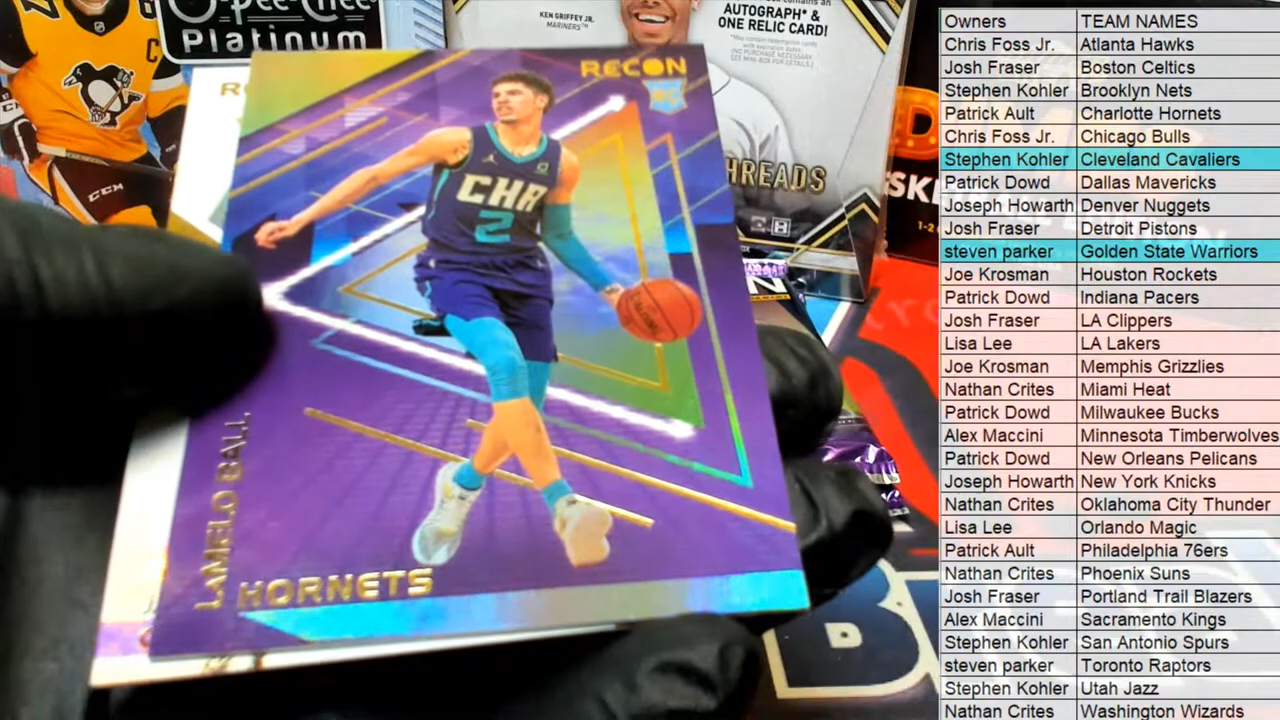 O-Pee-Chee
Platinum
C
CCM
KEN GRIFFEY JR.
MARINERS™
AUTOGRAPH* &
ONE RELIC CARD!
THREADS
RECON
RC
CHA
2
SPALDING
LAMELO BALL
HORNETS
Owners TEAM NAMES
Chris Foss Jr. Atlanta Hawks
Josh Fraser Boston Celtics
Stephen Kohler Brooklyn Nets
Patrick Ault Charlotte Hornets
Chris Foss Jr. Chicago Bulls
Stephen Kohler Cleveland Cavaliers
Patrick Dowd Dallas Mavericks
Joseph Howarth Denver Nuggets
Josh Fraser Detroit Pistons
steven parker Golden State Warriors
Joe Krosman Houston Rockets
Patrick Dowd Indiana Pacers
Josh Fraser LA Clippers
Lisa Lee LA Lakers
Joe Krosman Memphis Grizzlies
Nathan Crites Miami Heat
Patrick Dowd Milwaukee Bucks
Alex Maccini Minnesota Timberwolves
Patrick Dowd New Orleans Pelicans
Joseph Howarth New York Knicks
Nathan Crites Oklahoma City Thunder
Lisa Lee Orlando Magic
Patrick Ault Philadelphia 76ers
Nathan Crites Phoenix Suns
Josh Fraser Portland Trail Blazers
Alex Maccini Sacramento Kings
Stephen Kohler San Antonio Spurs
steven parker Toronto Raptors
Stephen Kohler Utah Jazz
Nathan Crites Washington Wizards